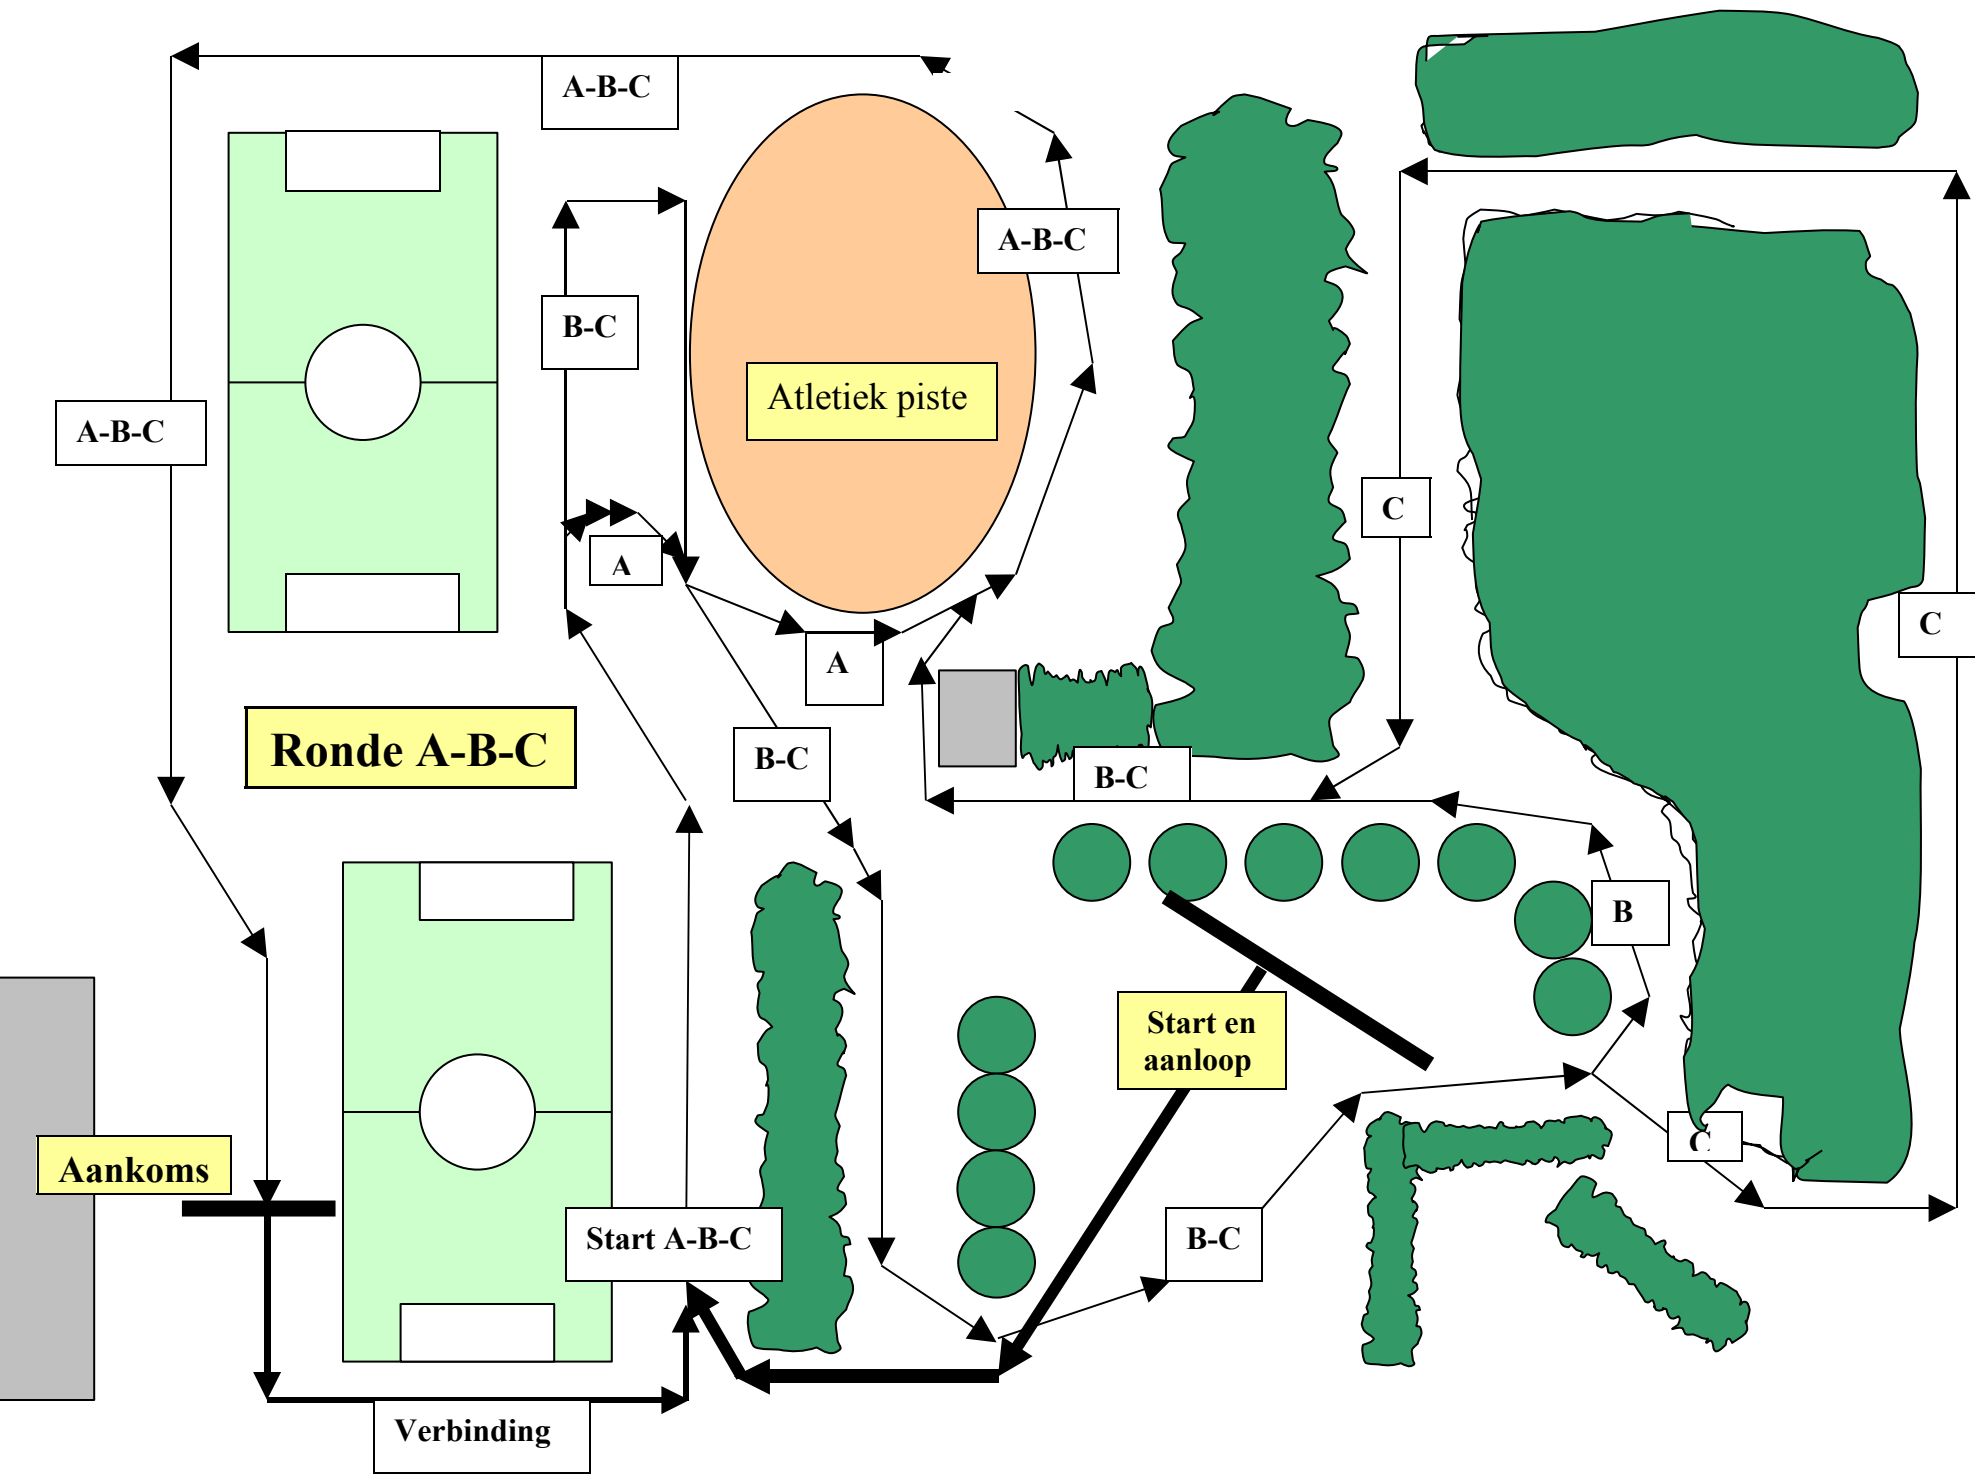 A-B-C
A-B-C
B-C
Atletiek piste
A-B-C
C
A
C
A
Ronde A-B-C
B-C
B-C
B
Start en
aanloop
C
Aankoms
Start A-B-C
B-C
Verbinding